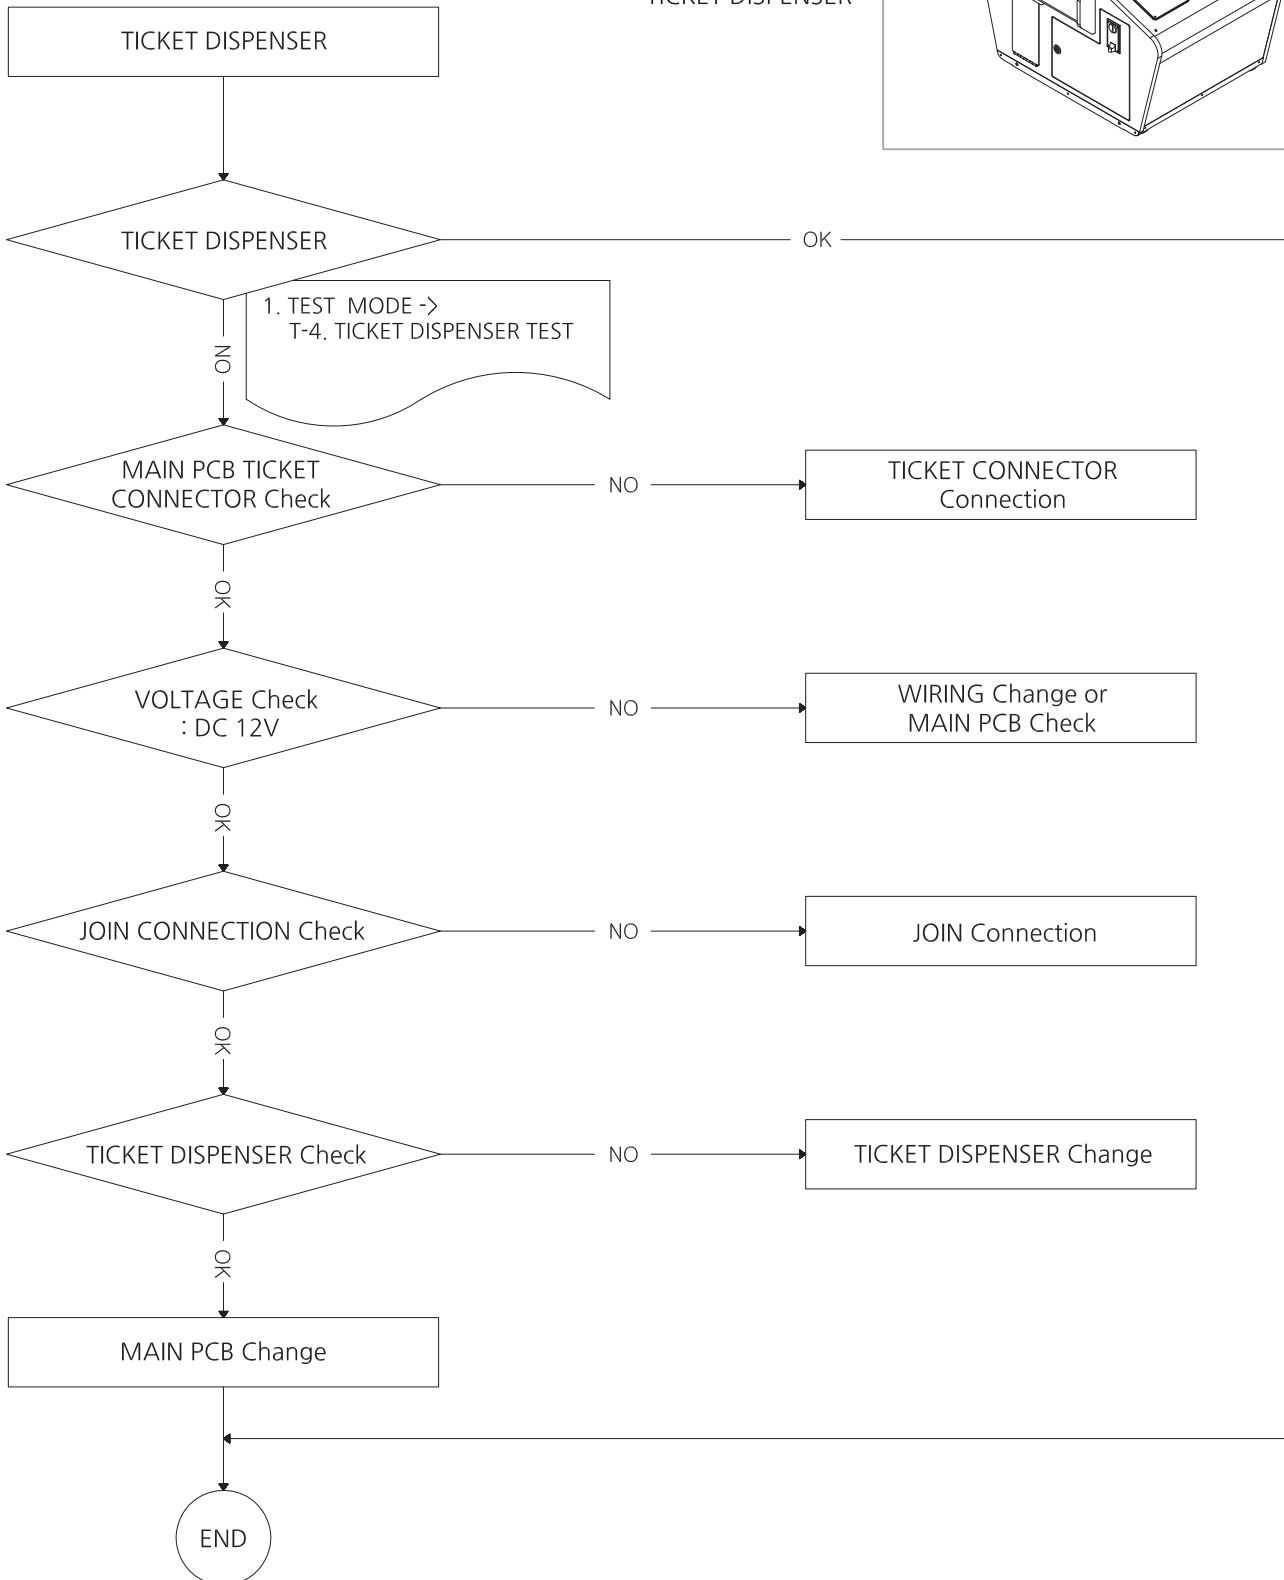 TICKET DISPENSER
TICKET DISPENSER
TICKET DISPENSER
OK
1. TEST MODE ->
T-4. TICKET DISPENSER TEST
NO
MAIN PCB TICKET
CONNECTOR Check
NO
TICKET CONNECTOR
Connection
OK
VOLTAGE Check
: DC 12V
NO
WIRING Change or
MAIN PCB Check
OK
JOIN CONNECTION Check
NO
JOIN Connection
OK
TICKET DISPENSER Check
NO
TICKET DISPENSER Change
OK
MAIN PCB Change
END